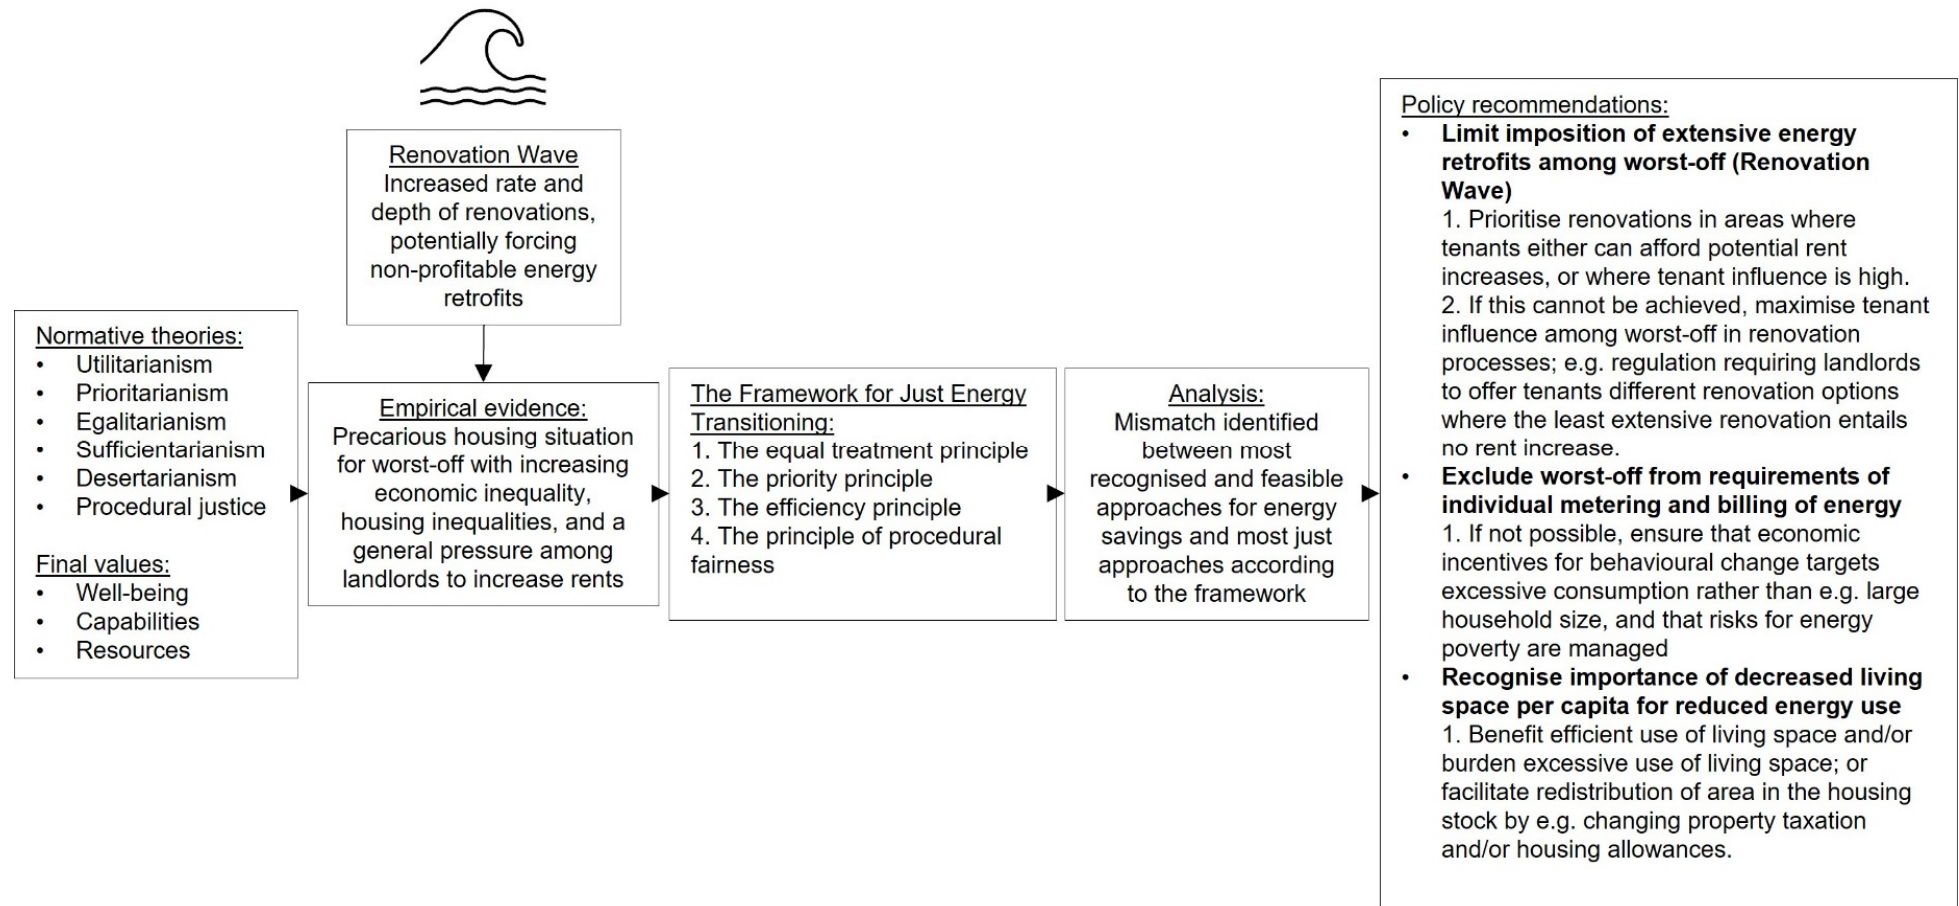 Renovation Wave
Increased rate and
depth of renovations,
potentially forcing
non-profitable energy
retrofits
Normative theories:
• Utilitarianism
• Prioritarianism
• Egalitarianism
• Sufficientarianism
• Desertarianism
• Procedural justice
Final values:
• Well-being
• Capabilities
• Resources
Empirical evidence:
Precarious housing situation
for worst-off with increasing
economic inequality,
housing inequalities, and a
general pressure among
landlords to increase rents
The Framework for Just Energy
Transitioning:
1. The equal treatment principle
2. The priority principle
3. The efficiency principle
4. The principle of procedural
fairness
Analysis:
Mismatch identified
between most
recognised and feasible
approaches for energy
savings and most just
approaches according
to the framework
Policy recommendations:
• Limit imposition of extensive energy
retrofits among worst-off (Renovation
Wave)
1. Prioritise renovations in areas where
tenants either can afford potential rent
increases, or where tenant influence is high.
2. If this cannot be achieved, maximise tenant
influence among worst-off in renovation
processes; e.g. regulation requiring landlords
to offer tenants different renovation options
where the least extensive renovation entails
no rent increase.
• Exclude worst-off from requirements of
individual metering and billing of energy
1. If not possible, ensure that economic
incentives for behavioural change targets
excessive consumption rather than e.g. large
household size, and that risks for energy
poverty are managed
• Recognise importance of decreased living
space per capita for reduced energy use
1. Benefit efficient use of living space and/or
burden excessive use of living space; or
facilitate redistribution of area in the housing
stock by e.g. changing property taxation
and/or housing allowances.